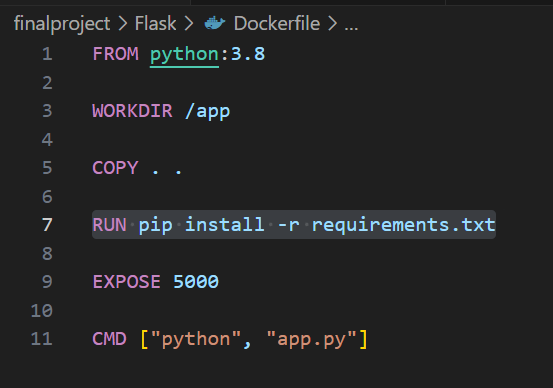 finalproject > Flask > Dockerfile > ...
1 FROM python:3.8
2
3 WORKDIR /app
4
5 COPY . .
6
7 RUN pip install -r requirements.txt
8
9 EXPOSE 5000
10
11 CMD ["python", "app.py"]